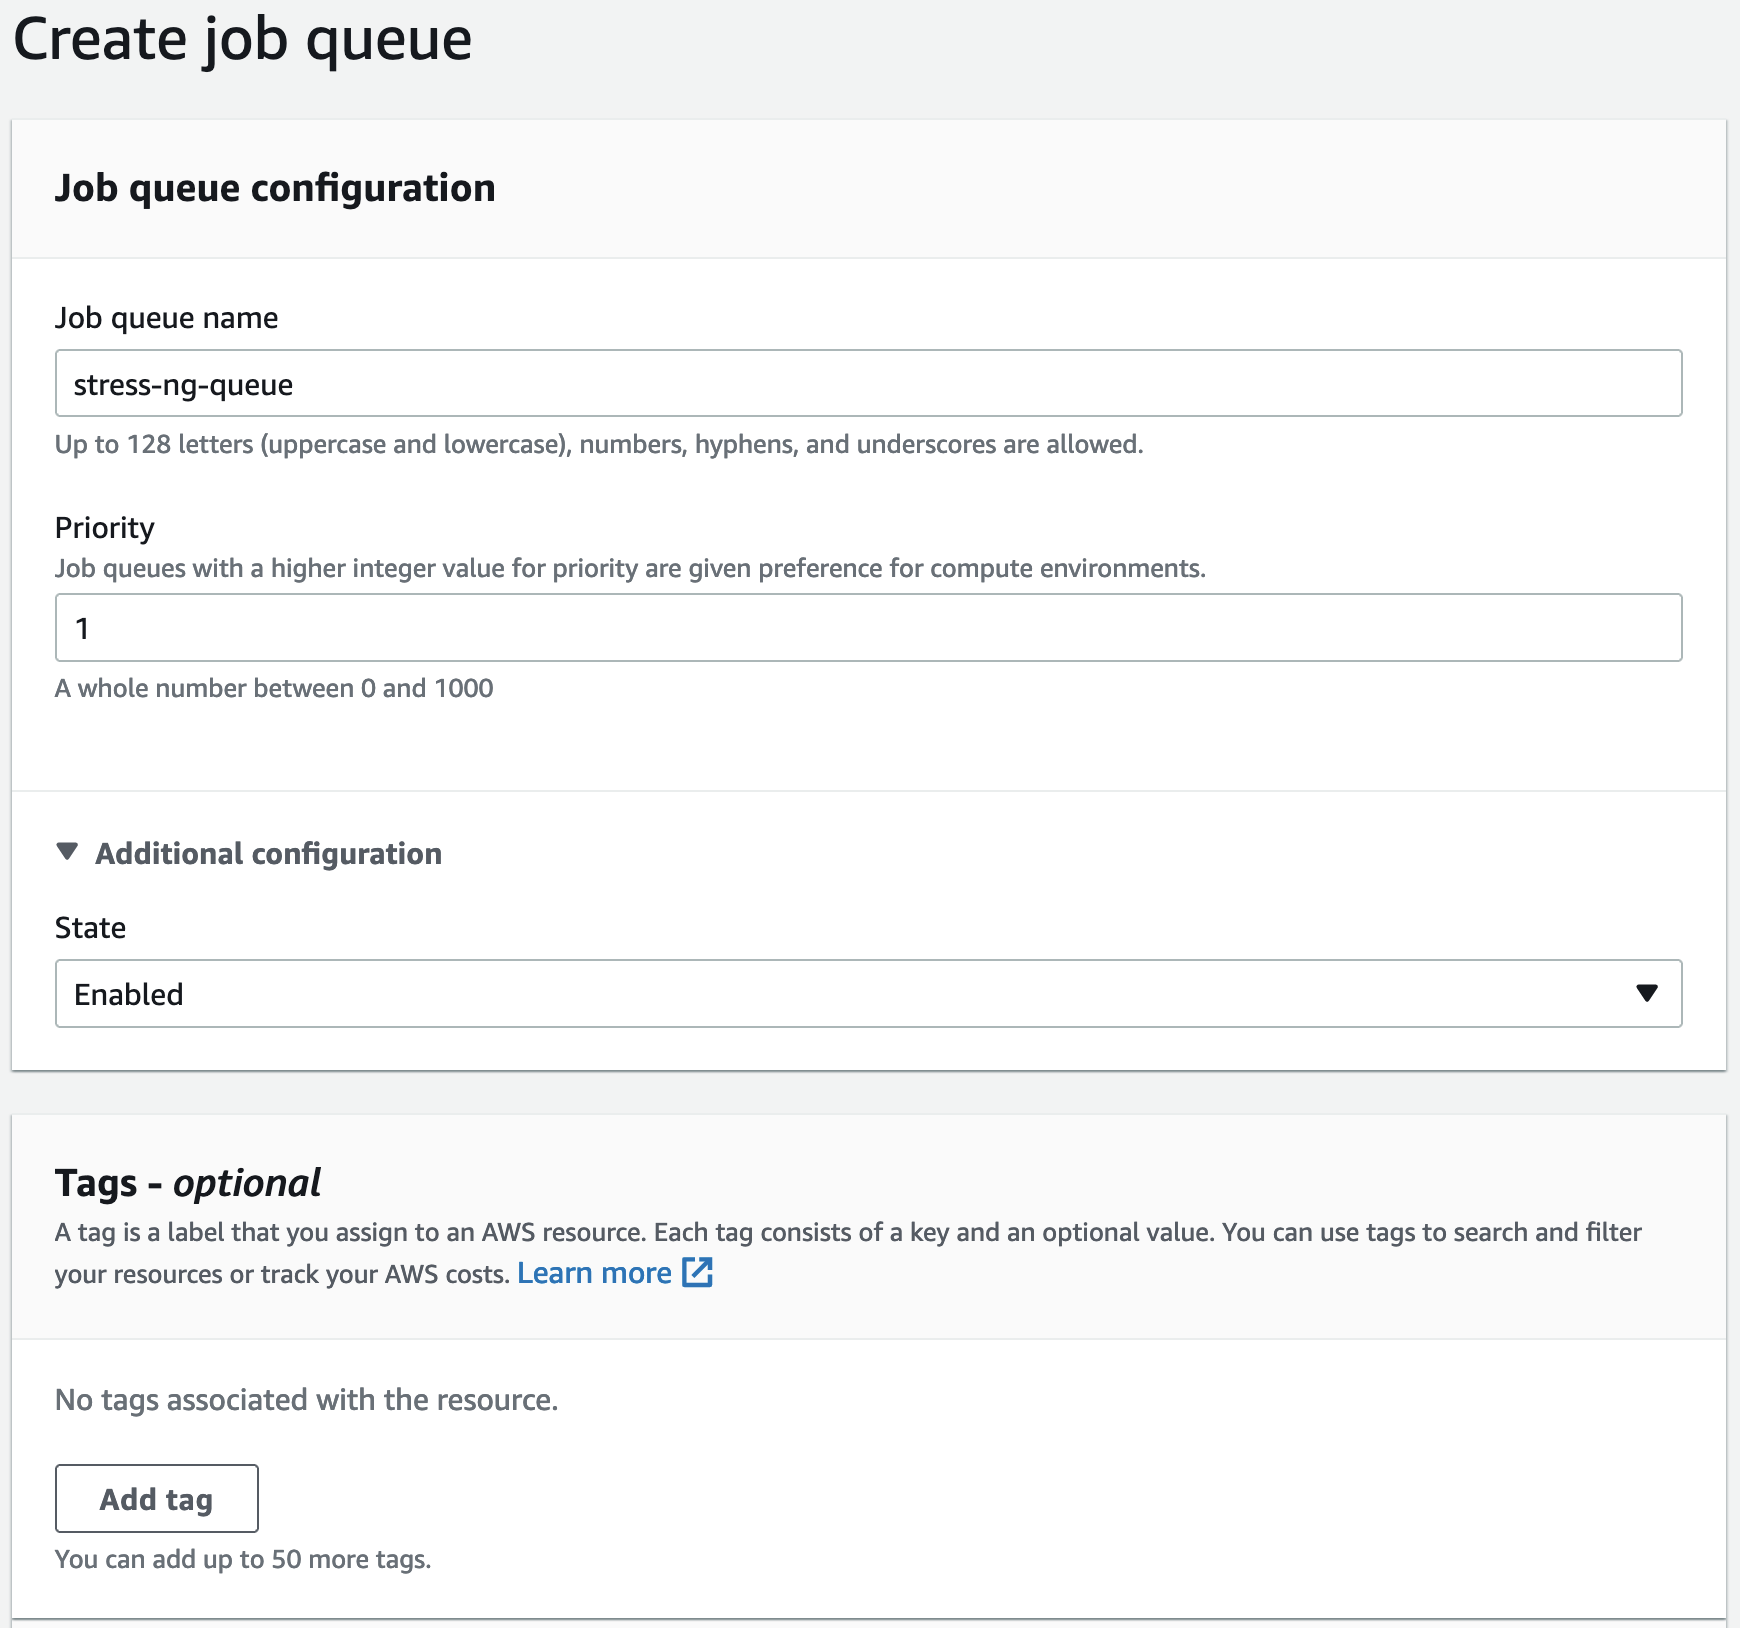 Create job queue
Job queue configuration
Job queue name
stress-ng-queue
Up to 128 letters (uppercase and lowercase), numbers, hyphens, and underscores are allowed.
Priority
Job queues with a higher integer value for priority are given preference for compute environments.
1
A whole number between 0 and 1000
Additional configuration
State
Enabled
Tags - optional
A tag is a label that you assign to an AWS resource. Each tag consists of a key and an optional value. You can use tags to search and filter
your resources or track your AWS costs. Learn more
No tags associated with the resource.
Add tag
You can add up to 50 more tags.